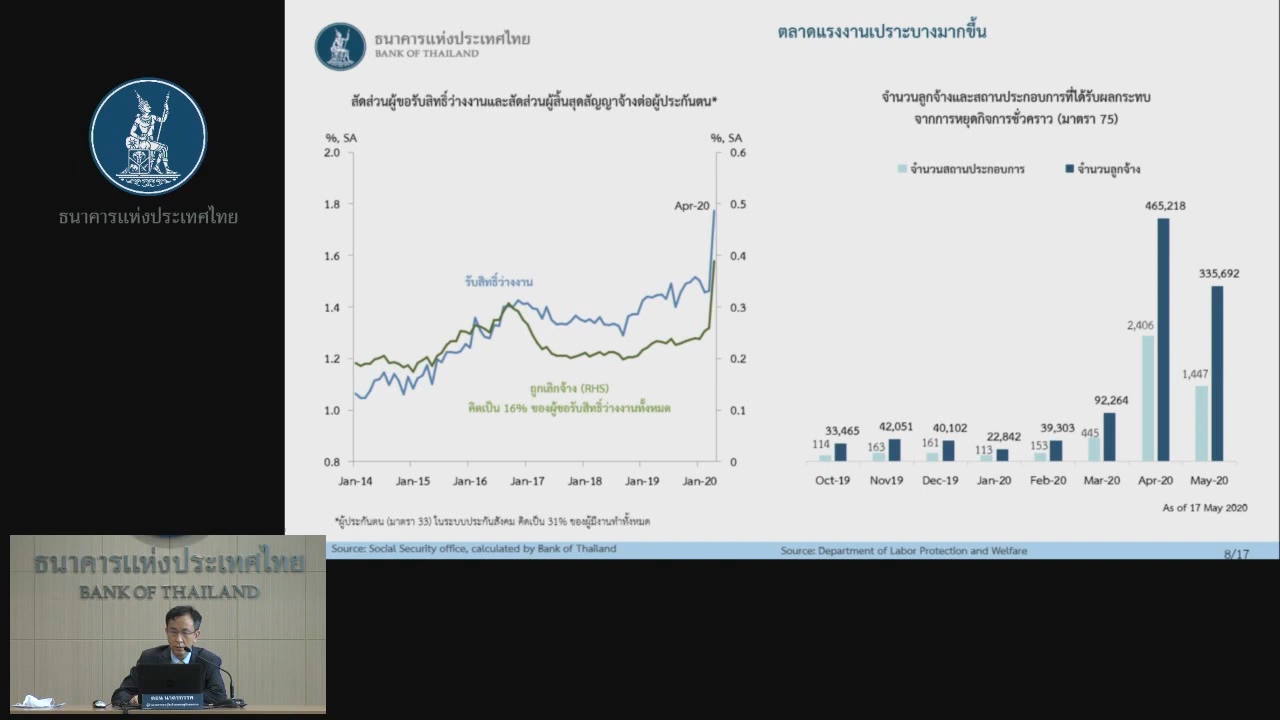 ธนาคารแห่งประเทศไทย
ธนาคารแห่งประเทศไทย
BANK OF THAILAND
ตลาดแรงงานเปราะบางมากขึ้น
สัดส่วนผู้ขอรับสิทธิ์ว่างงานและสัดส่วนผู้สิ้นสุดสัญญาจ้างต่อผู้ประกันตน*
%, SA
%, SA
2.0
1.8
1.6
1.4
1.2
1.0
0.8
0.6
0.5
0.4
0.3
0.2
0.1
0
Apr-20
รับสิทธิ์ว่างงาน
ถูกเลิกจ้าง (RHS)
คิดเป็น 16% ของผู้ขอรับสิทธิ์ว่างงานทั้งหมด
Jan-14 Jan-15 Jan-16 Jan-17 Jan-18 Jan-19 Jan-20
*ผู้ประกันตน (มาตรา 33) ในระบบประกันสังคม คิดเป็น 31% ของผู้มีงานทำทั้งหมด
Source: Social Security office, calculated by Bank of Thailand
จำนวนลูกจ้างและสถานประกอบการที่ได้รับผลกระทบ
จากการหยุดกิจการชั่วคราว (มาตรา 75)
จำนวนสถานประกอบการ จำนวนลูกจ้าง
114 33,465
163 42,051
161 40,102
113 22,842
153 39,303
445 92,264
2,406 465,218
1,447 335,692
Oct-19 Nov19 Dec-19 Jan-20 Feb-20 Mar-20 Apr-20 May-20
As of 17 May 2020
Source: Department of Labor Protection and Welfare
8/17
ธนาคารแห่งประเทศไทย
BANK OF THAILAND
ดอน นาครทรรพ